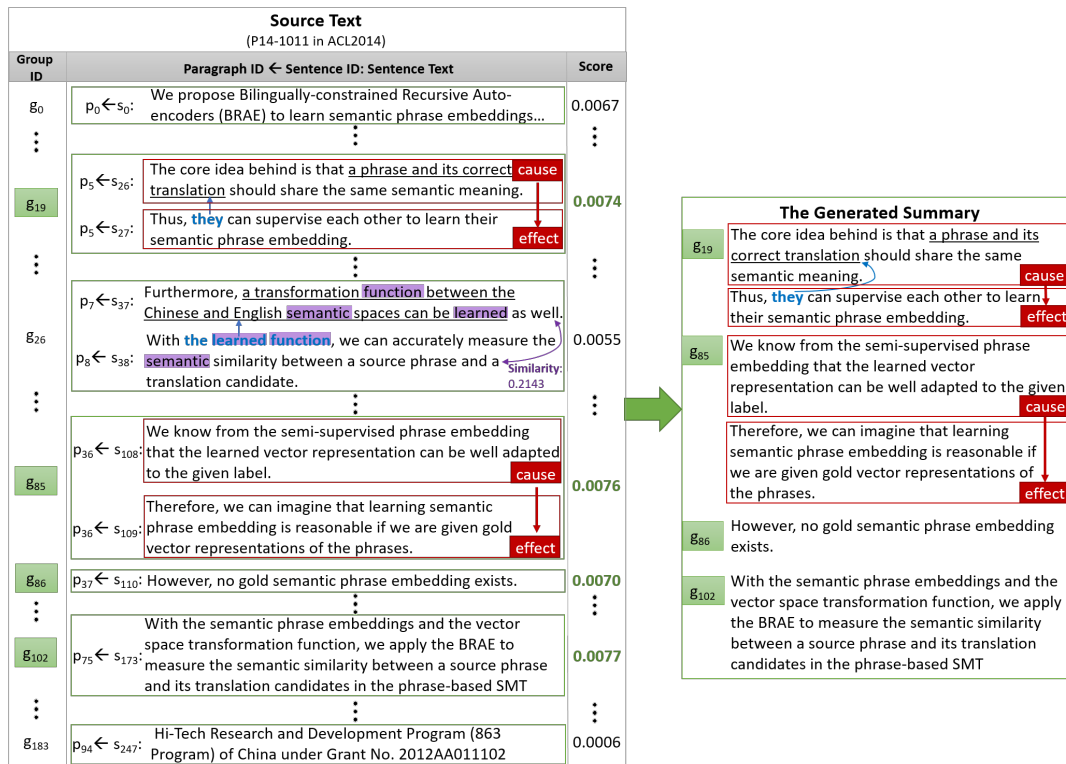 Source Text
(P14-1011 in ACL2014)
Group ID
Paragraph ID ← Sentence ID: Sentence Text
Score
g0
p0←s0:
We propose Bilingually-constrained Recursive Auto-
encoders (BRAE) to learn semantic phrase embeddings…
0.0067
g19
p5←s26:
The core idea behind is that a phrase and its correct
translation should share the same semantic meaning.
cause
p5←s27:
Thus, they can supervise each other to learn their
semantic phrase embedding.
effect
0.0074
g26
p7←s37:
Furthermore, a transformation function between the
Chinese and English semantic spaces can be learned as well.
p8←s38:
With the learned function, we can accurately measure the
semantic similarity between a source phrase and a
translation candidate.
Similarity:
0.2143
0.0055
g85
p36← s108:
We know from the semi-supervised phrase embedding
that the learned vector representation can be well adapted
to the given label.
cause
p36← s109:
Therefore, we can imagine that learning semantic
phrase embedding is reasonable if we are given gold
vector representations of the phrases.
effect
0.0076
g86
p37← s110: However, no gold semantic phrase embedding exists.
0.0070
g102
p75← s173:
With the semantic phrase embeddings and the vector
space transformation function, we apply the BRAE to
measure the semantic similarity between a source phrase
and its translation candidates in the phrase-based SMT
0.0077
g183
p94← s247:
Hi-Tech Research and Development Program (863
Program) of China under Grant No. 2012AA011102
0.0006
The Generated Summary
g19
The core idea behind is that a phrase and its
correct translation should share the same
semantic meaning.
cause
Thus, they can supervise each other to learn
their semantic phrase embedding.
effect
g85
We know from the semi-supervised phrase
embedding that the learned vector
representation can be well adapted to the given
label.
cause
Therefore, we can imagine that learning
semantic phrase embedding is reasonable if
we are given gold vector representations of
the phrases.
effect
g86
However, no gold semantic phrase embedding
exists.
g102
With the semantic phrase embeddings and the
vector space transformation function, we apply
the BRAE to measure the semantic similarity
between a source phrase and its translation
candidates in the phrase-based SMT